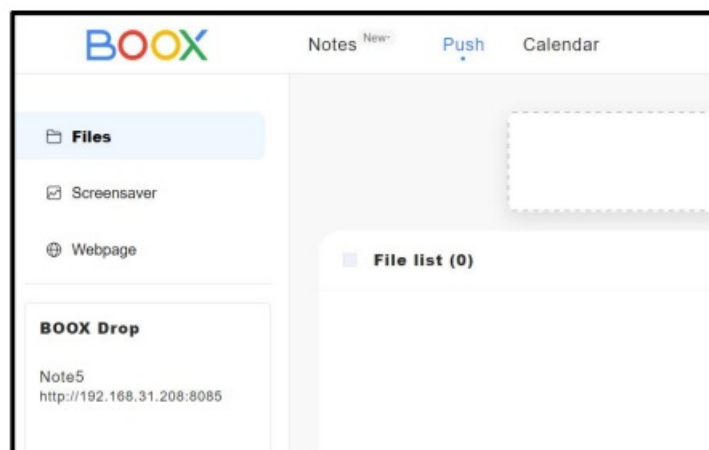 BOOX
Notes New·
Push
Calendar
Files
Screensaver
Webpage
File list (0)
BOOX Drop
Note5
http://192.168.31.208:8085